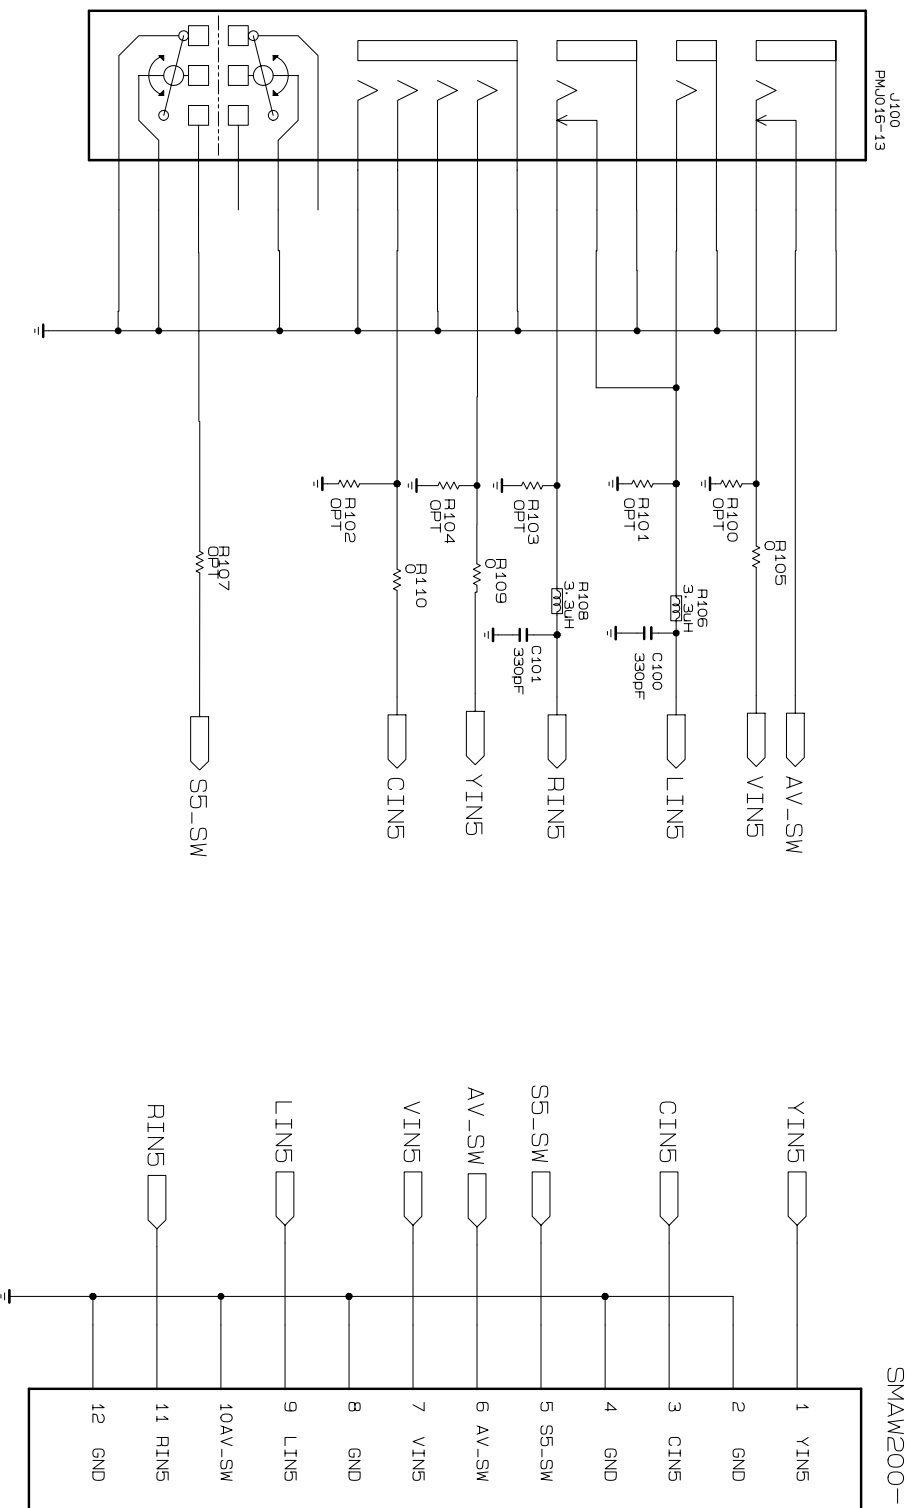 J100
PMJ016-13
R100
OPT
R105
0
R101
OPT
R106
3.3uH
C100
330pF
R103
OPT
R108
3.3uH
C101
330pF
R104
OPT
R109
0
R102
OPT
R110
0
R107
OPT
AV_SW
VIN5
LIN5
RIN5
YIN5
CIN5
S5_SW
YIN5
CIN5
S5_SW
AV_SW
VIN5
LIN5
RIN5
SMAW200-
1 YIN5
2 GND
3 CIN5
4 GND
5 S5_SW
6 AV_SW
7 VIN5
8 GND
9 LIN5
10AV_SW
11 RIN5
12 GND